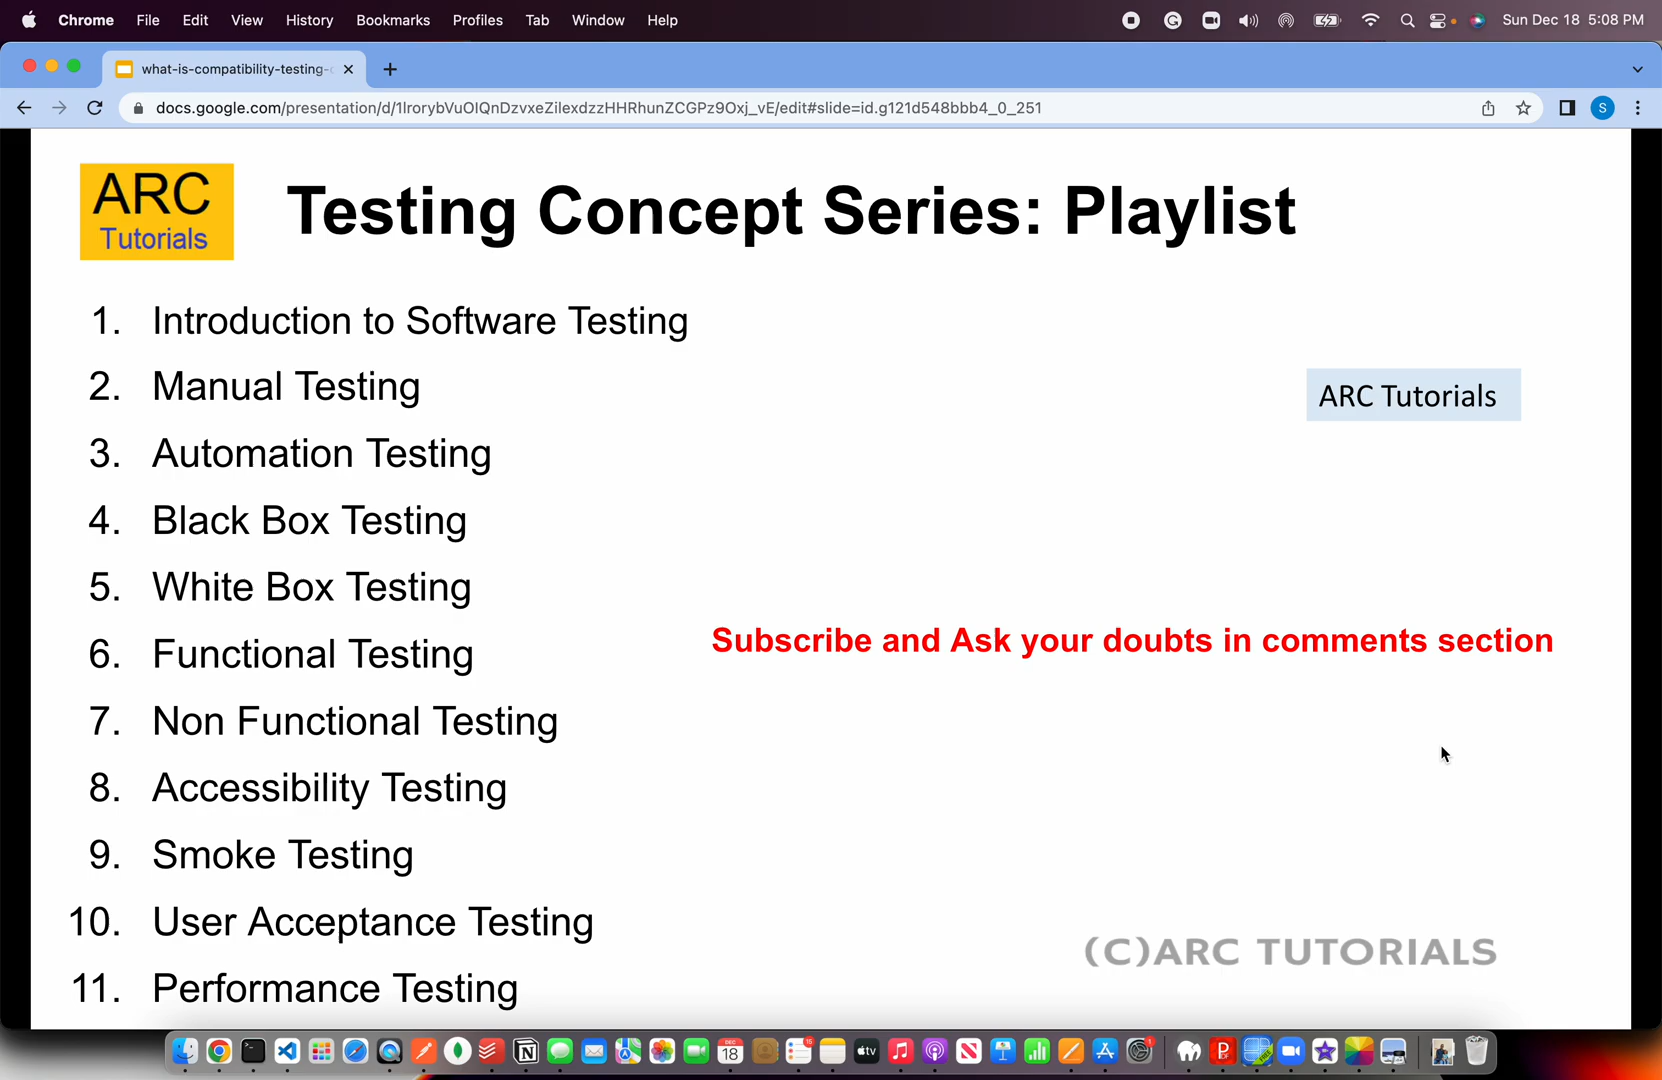 Chrome File Edit View History Bookmarks Profiles Tab Window Help Sun Dec 18 5:08 PM
what-is-compatibility-testing-
docs.google.com/presentation/d/1lrorybVuOIQnDzvxeZilexdzzHHRhunZCGPz9Oxj_vE/edit#slide=id.g121d548bbb4_0_251
S
ARC
Tutorials
Testing Concept Series: Playlist
1. Introduction to Software Testing
2. Manual Testing
ARC Tutorials
3. Automation Testing
4. Black Box Testing
5. White Box Testing
6. Functional Testing
Subscribe and Ask your doubts in comments section
7. Non Functional Testing
8. Accessibility Testing
9. Smoke Testing
10. User Acceptance Testing
(C)ARC TUTORIALS
11. Performance Testing
DEC
18
tv